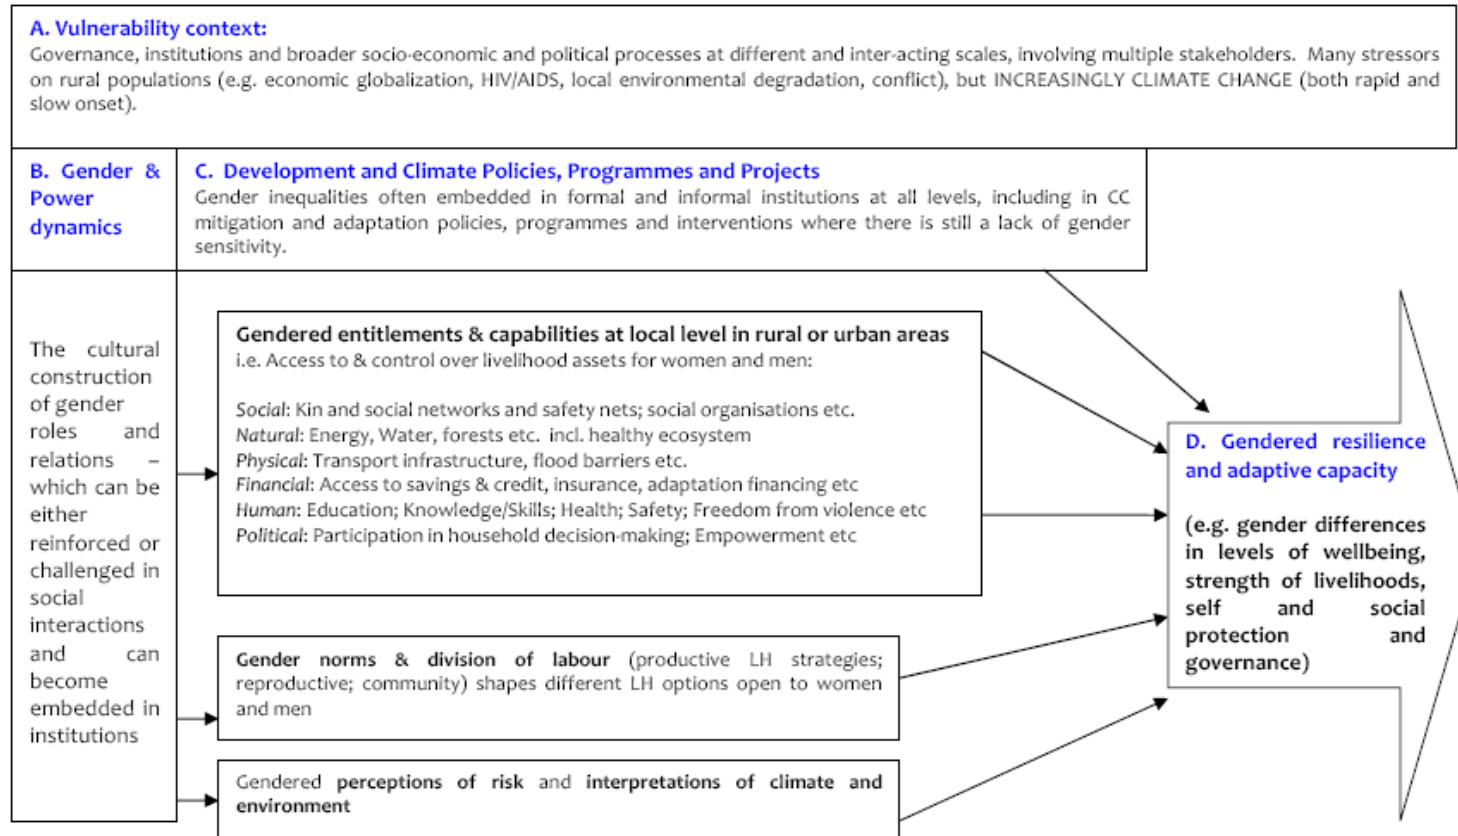 A. Vulnerability context:
Governance, institutions and broader socio-economic and political processes at different and inter-acting scales, involving multiple stakeholders. Many stressors
on rural populations (e.g. economic globalization, HIV/AIDS, local environmental degradation, conflict), but INCREASINGLY CLIMATE CHANGE (both rapid and
slow onset).
B. Gender &
Power
dynamics
C. Development and Climate Policies, Programmes and Projects
Gender inequalities often embedded in formal and informal institutions at all levels, including in CC
mitigation and adaptation policies, programmes and interventions where there is still a lack of gender
sensitivity.
The cultural
construction
of gender
roles and
relations –
which can be
either
reinforced or
challenged in
social
interactions
and can
become
embedded in
institutions
Gendered entitlements & capabilities at local level in rural or urban areas
i.e. Access to & control over livelihood assets for women and men:
Social: Kin and social networks and safety nets; social organisations etc.
Natural: Energy, Water, forests etc. incl. healthy ecosystem
Physical: Transport infrastructure, flood barriers etc.
Financial: Access to savings & credit, insurance, adaptation financing etc
Human: Education; Knowledge/Skills; Health; Safety; Freedom from violence etc
Political: Participation in household decision-making; Empowerment etc
Gender norms & division of labour (productive LH strategies;
reproductive; community) shapes different LH options open to women
and men
Gendered perceptions of risk and interpretations of climate and
environment
D. Gendered resilience
and adaptive capacity
(e.g. gender differences
in levels of wellbeing,
strength of livelihoods,
self and social
protection and
governance)